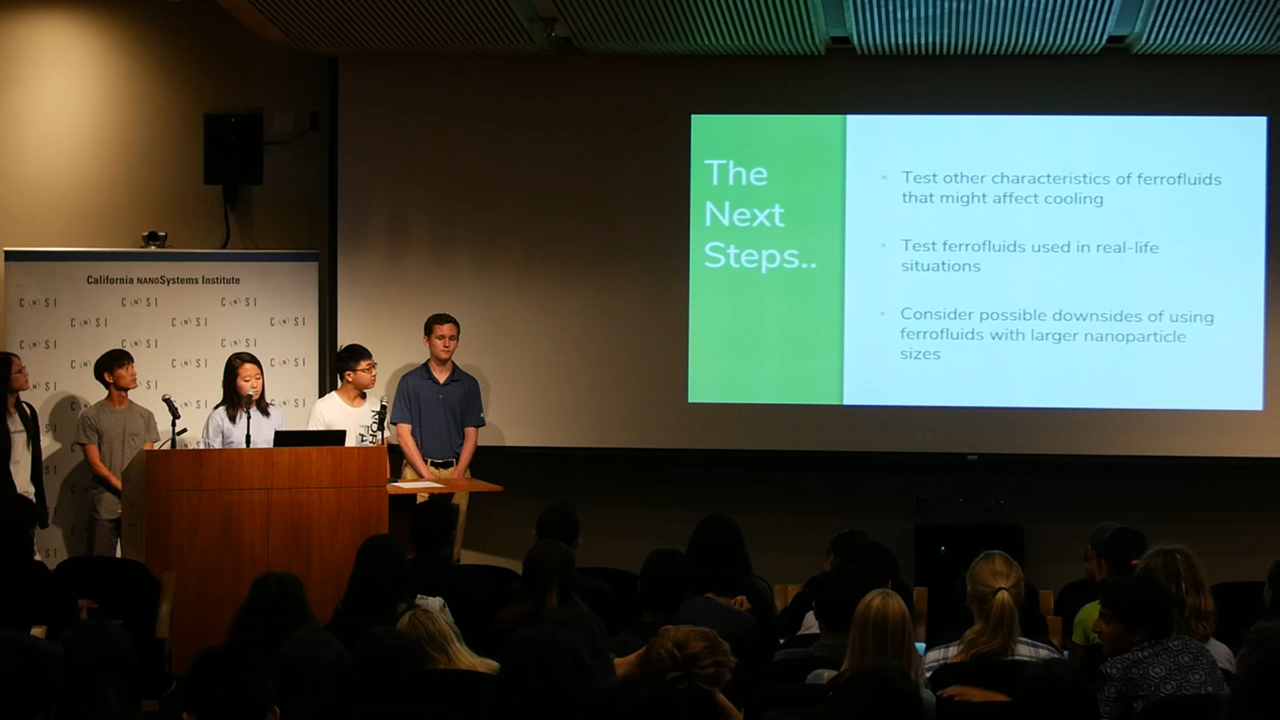 The
Next
Steps..
Test other characteristics of ferrofluids
that might affect cooling
Test ferrofluids used in real-life
situations
Consider possible downsides of using
ferrofluids with larger nanoparticle
sizes
California NANOSystems Institute
C (N) S I C (N) S I C (N) S I
C (N) S I C (N) S I C (N) S I
C (N) S I C (N) S I C (N) S I